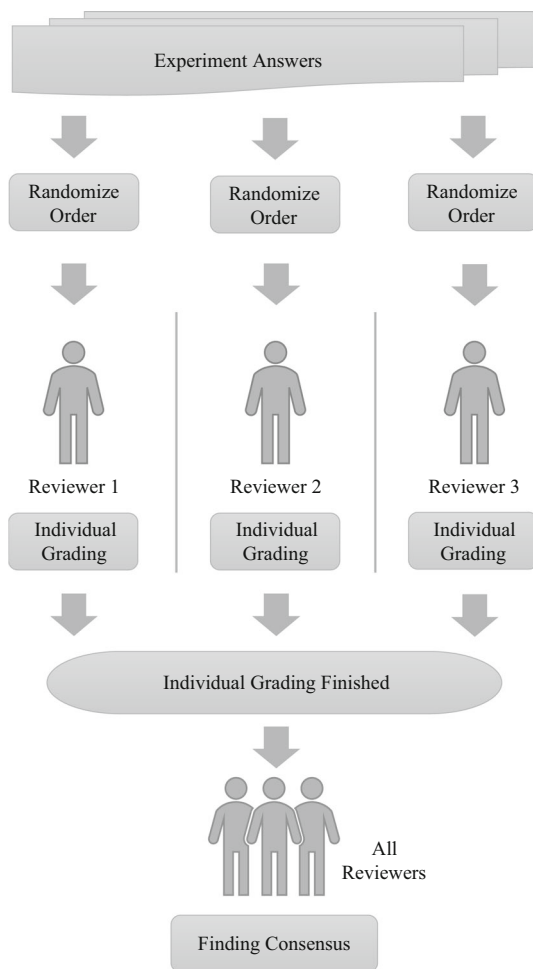 Experiment Answers
Randomize
Order
Randomize
Order
Randomize
Order
Reviewer 1
Reviewer 2
Reviewer 3
Individual
Grading
Individual
Grading
Individual
Grading
Individual Grading Finished
All
Reviewers
Finding Consensus